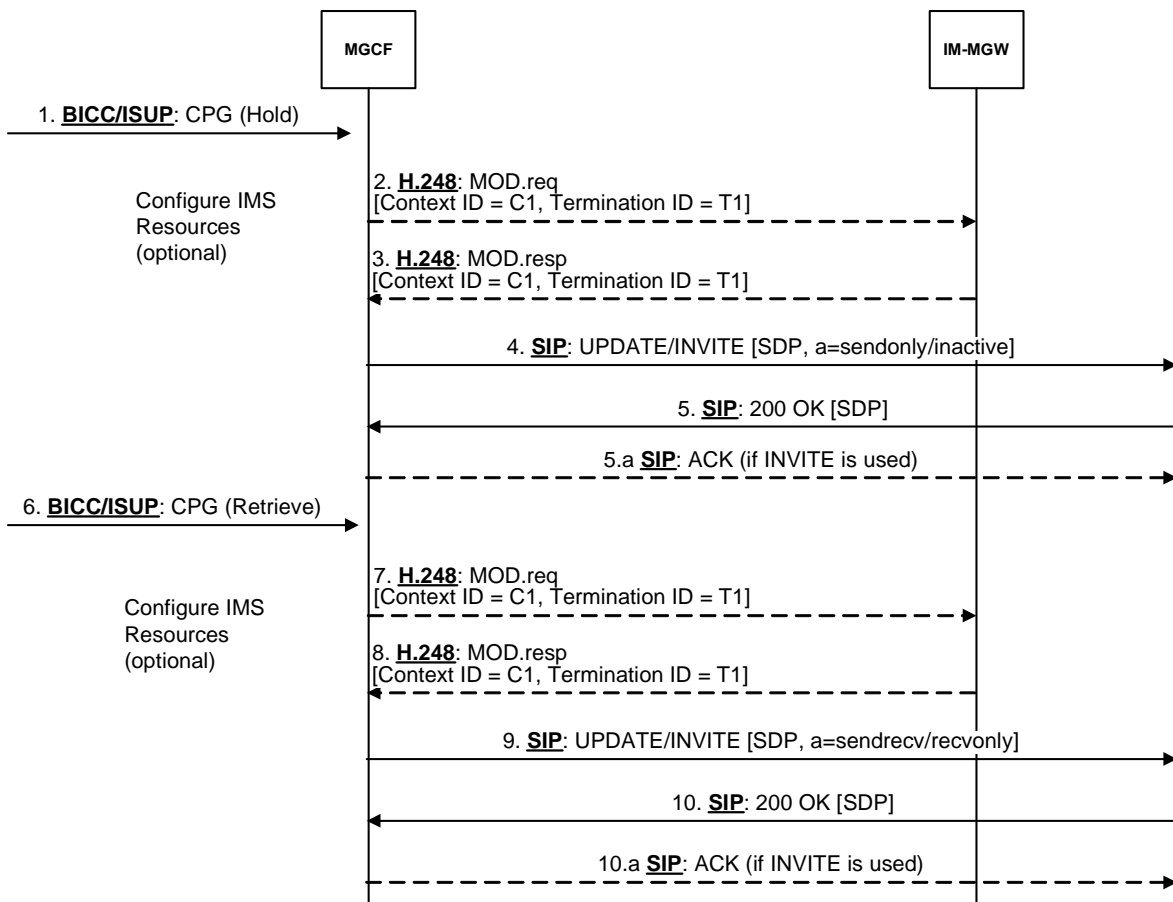 MGCF
IM-MGW
1. BICC/ISUP: CPG (Hold)
2. H.248: MOD.req
[Context ID = C1, Termination ID = T1]
Configure IMS
Resources
(optional)
3. H.248: MOD.resp
[Context ID = C1, Termination ID = T1]
4. SIP: UPDATE/INVITE [SDP, a=sendonly/inactive]
5. SIP: 200 OK [SDP]
5.a SIP: ACK (if INVITE is used)
6. BICC/ISUP: CPG (Retrieve)
7. H.248: MOD.req
[Context ID = C1, Termination ID = T1]
Configure IMS
Resources
(optional)
8. H.248: MOD.resp
[Context ID = C1, Termination ID = T1]
9. SIP: UPDATE/INVITE [SDP, a=sendrecv/recvonly]
10. SIP: 200 OK [SDP]
10.a SIP: ACK (if INVITE is used)